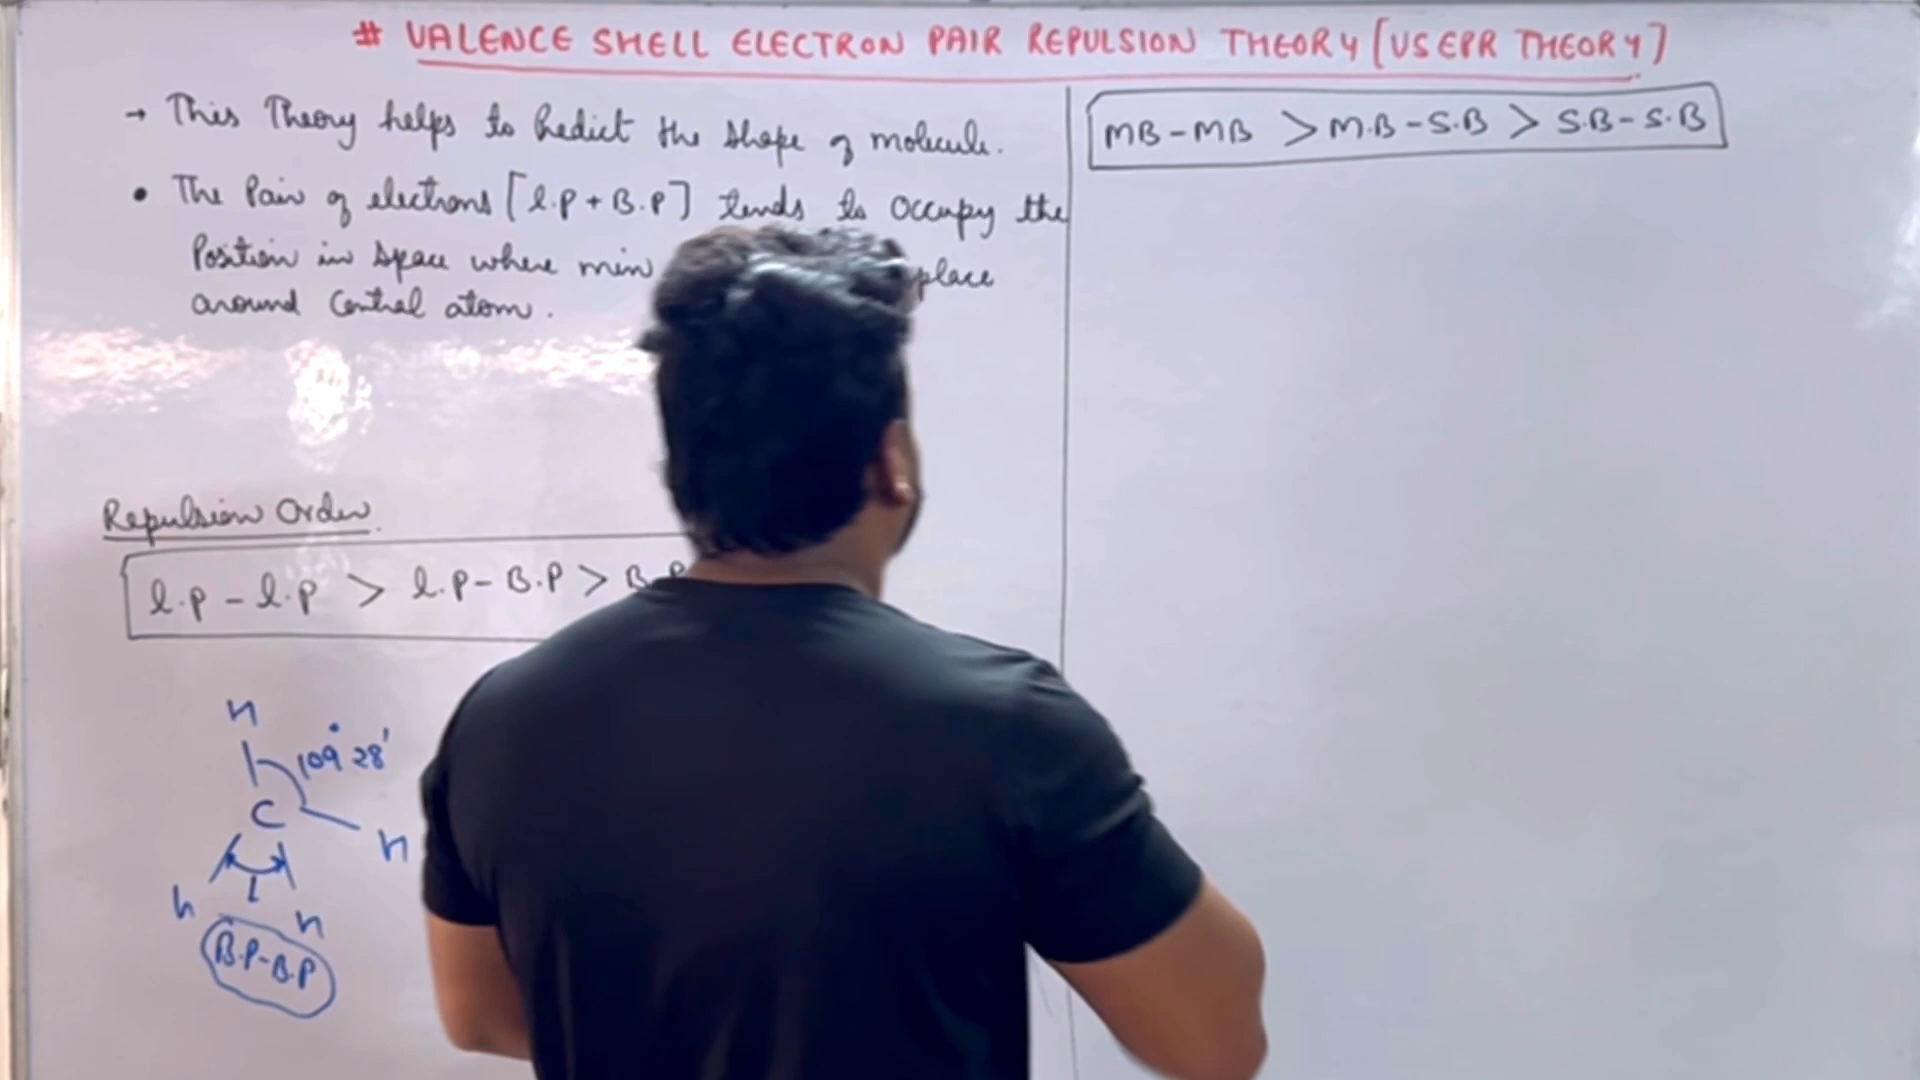 # VALENCE SHELL ELECTRON PAIR REPULSION THEORY [VSEPR THEORY]
→ This Theory helps to Predict the shape of molecule.
• The Pair of electrons [l.p + B.P] tends to occupy the
Position in space where min place
around Central atom.
Repulsion Order
l.p - l.p > l.p - B.P > B.P
H
109° 28'
C
H
H
H
B.P-B.P
MB - MB > M.B - S.B > S.B - S.B